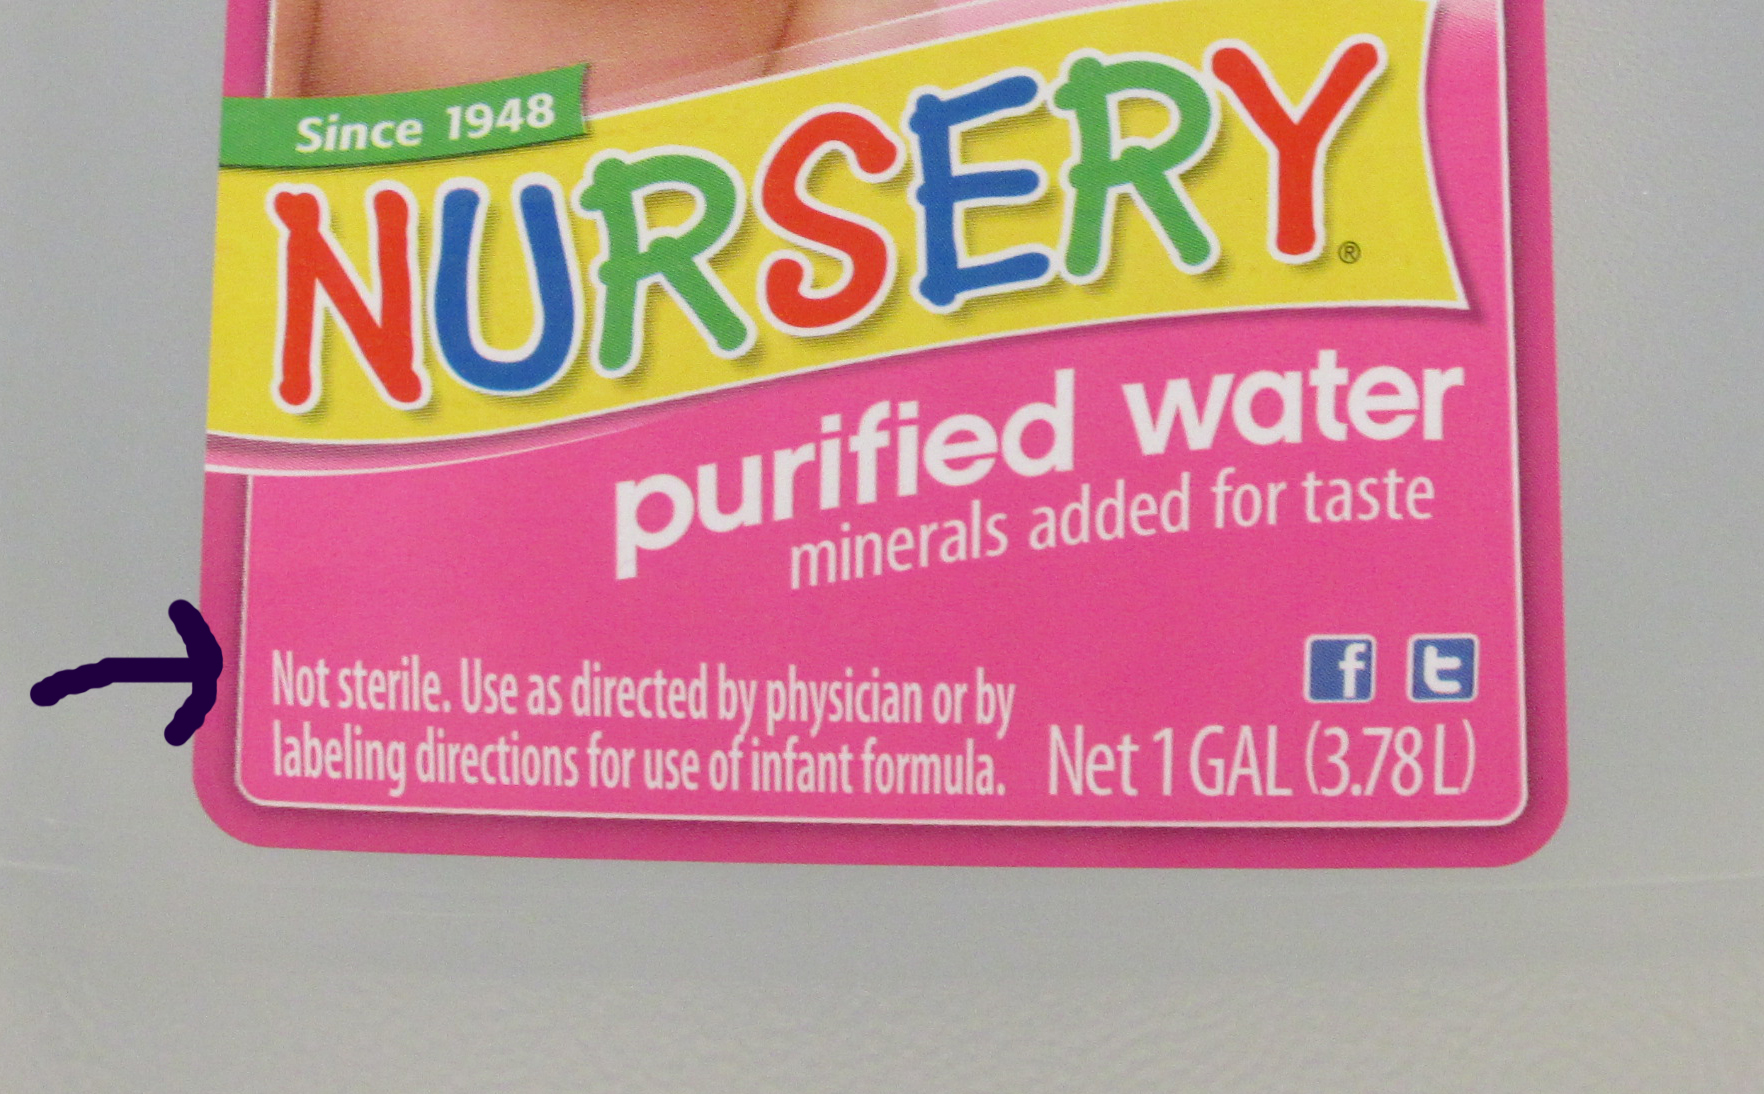 Since 1948
NURSERY®
purified water
minerals added for taste
Not sterile. Use as directed by physician or by
labeling directions for use of infant formula.
f t
Net 1 GAL (3.78 L)